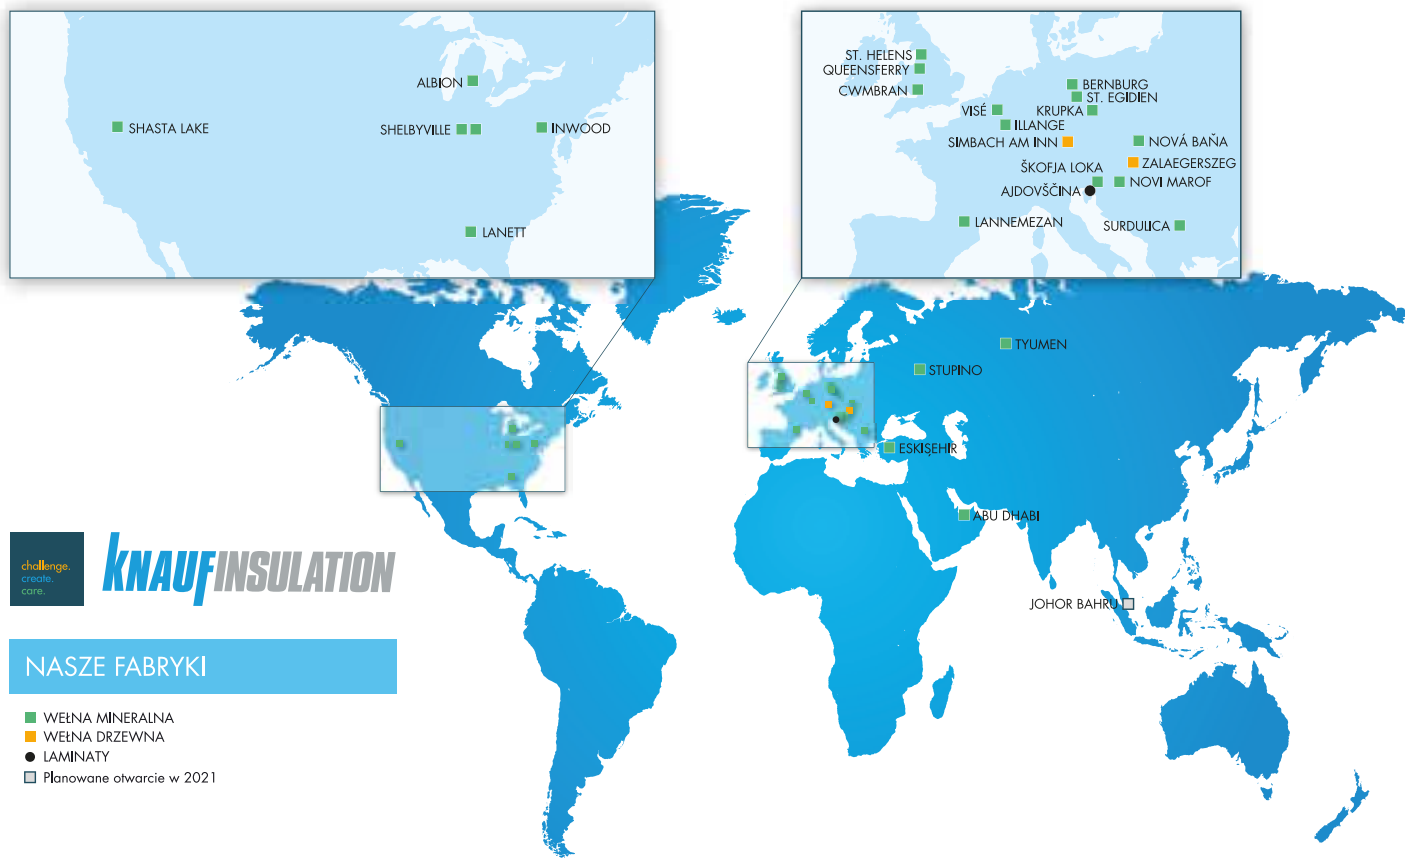 ALBION
SHASTA LAKE
SHELBYVILLE
INWOOD
LANETT
ST. HELENS
QUEENSFERRY
CWMBRAN
BERNBURG
ST. EGIDIEN
VISÉ
KRUPKA
ILLANGE
SIMBACH AM INN
NOVÁ BAŇA
ZALAEGERSZEG
ŠKOFJA LOKA
NOVI MAROF
AJDOVŠČINA
LANNEMEZAN
SURDULICA
TYUMEN
STUPINO
ESKIŞEHIR
ABU DHABI
JOHOR BAHRU
challenge.
create.
care.
KNAUFINSULATION
NASZE FABRYKI
WEŁNA MINERALNA
WEŁNA DRZEWNA
LAMINATY
Planowane otwarcie w 2021